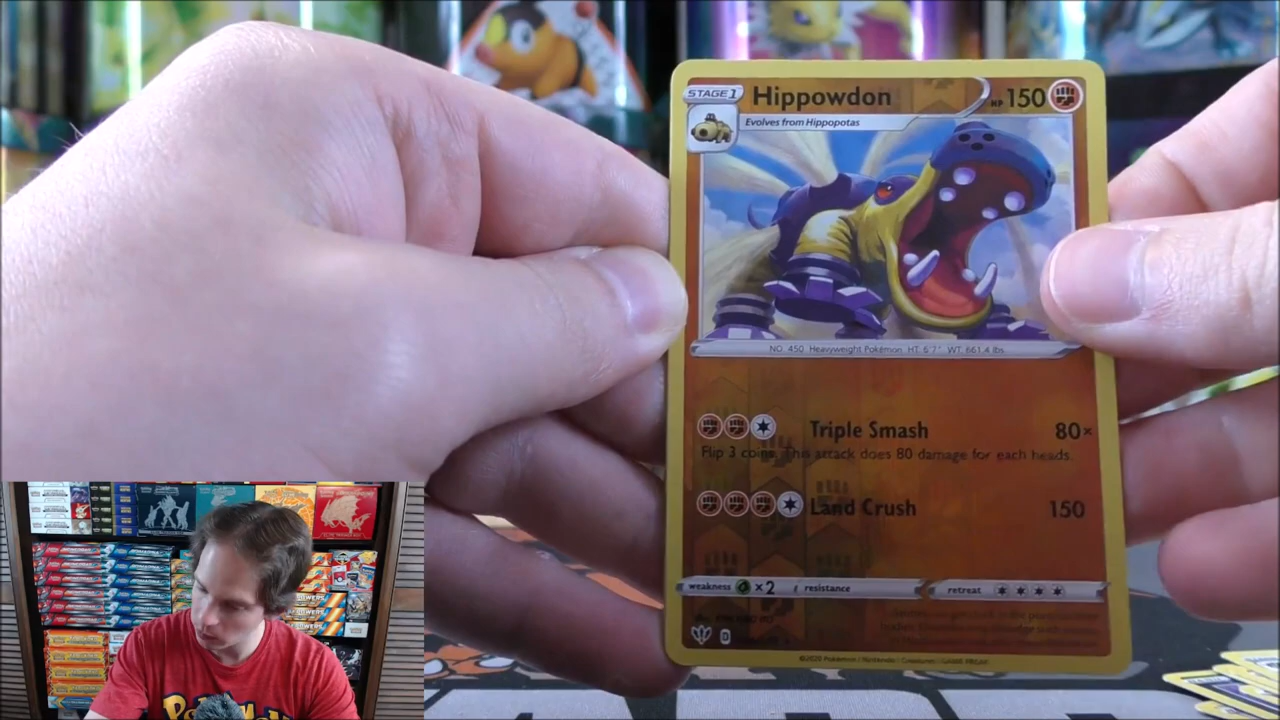 STAGE 1
Hippowdon
HP 150
Evolves from Hippopotas
NO. 450 Heavyweight Pokémon HT: 6'7" WT: 661.4 lbs.
Triple Smash 80×
Flip 3 coins. This attack does 80 damage for each heads.
Land Crush 150
weakness ×2 resistance retreat
D
©2020 Pokémon / Nintendo / Creatures / GAME FREAK